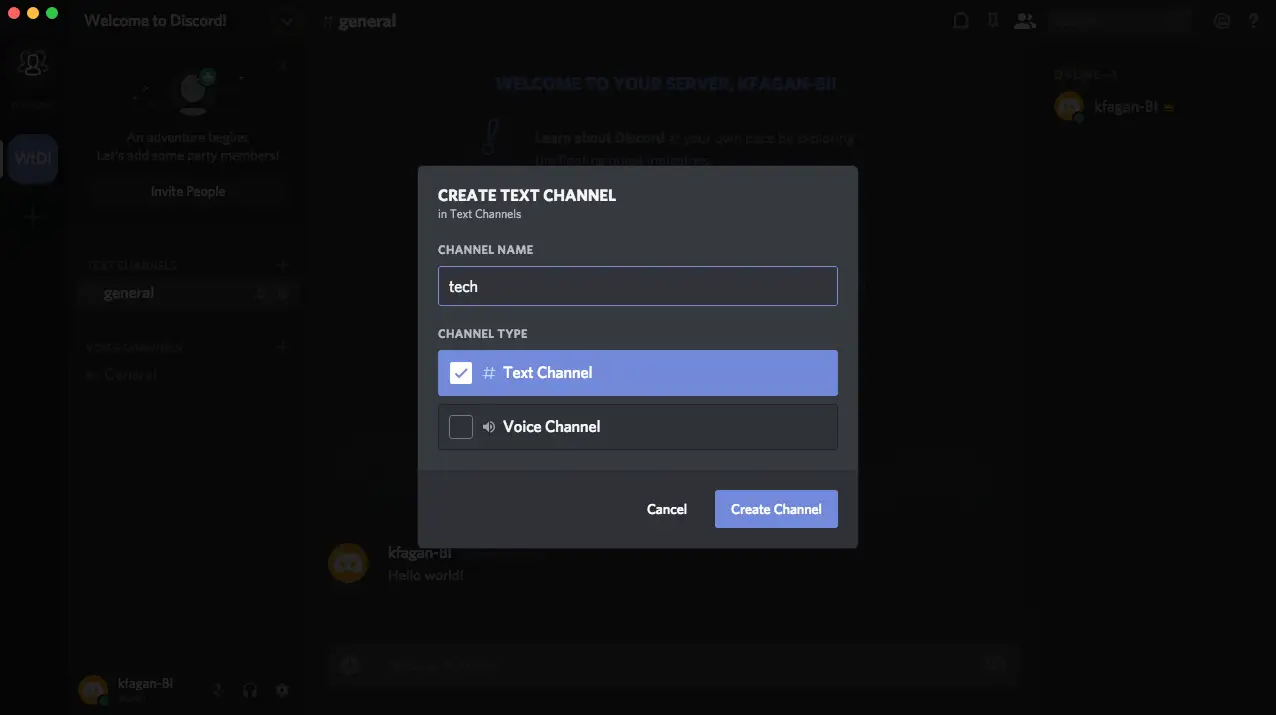 Welcome to Discord!
# general
WELCOME TO YOUR SERVER, KFAGAN-BI!
An adventure begins.
Let's add some party members!
Invite People
Learn about Discord at your own pace by exploring
the floating quest indicators.
ONLINE—1
kfagan-BI
WtD!
CREATE TEXT CHANNEL
in Text Channels
CHANNEL NAME
tech
CHANNEL TYPE
# Text Channel
Voice Channel
Cancel
Create Channel
TEXT CHANNELS
general
VOICE CHANNELS
General
kfagan-BI
Hello world!
kfagan-BI